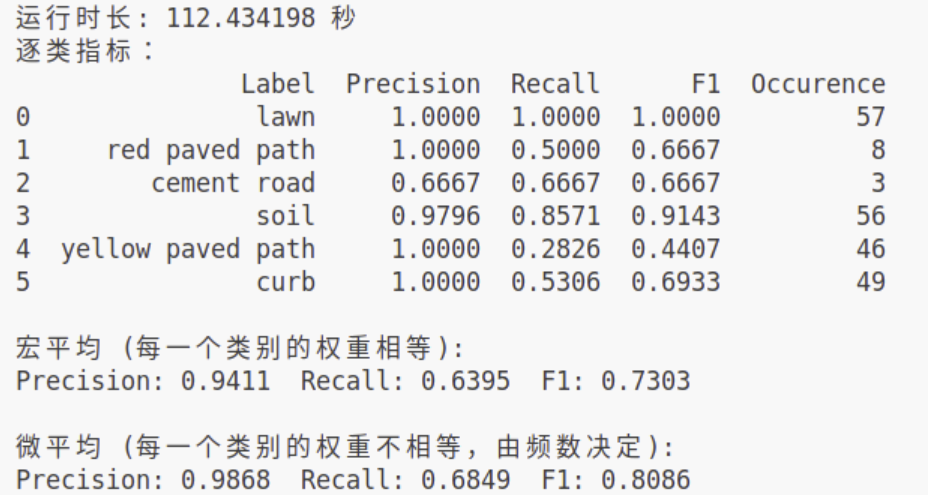 运行时长: 112.434198 秒
逐类指标：
Label Precision Recall F1 Occurence
0 lawn 1.0000 1.0000 1.0000 57
1 red paved path 1.0000 0.5000 0.6667 8
2 cement road 0.6667 0.6667 0.6667 3
3 soil 0.9796 0.8571 0.9143 56
4 yellow paved path 1.0000 0.2826 0.4407 46
5 curb 1.0000 0.5306 0.6933 49
宏平均 (每一个类别的权重相等):
Precision: 0.9411 Recall: 0.6395 F1: 0.7303
微平均 (每一个类别的权重不相等，由频数决定):
Precision: 0.9868 Recall: 0.6849 F1: 0.8086